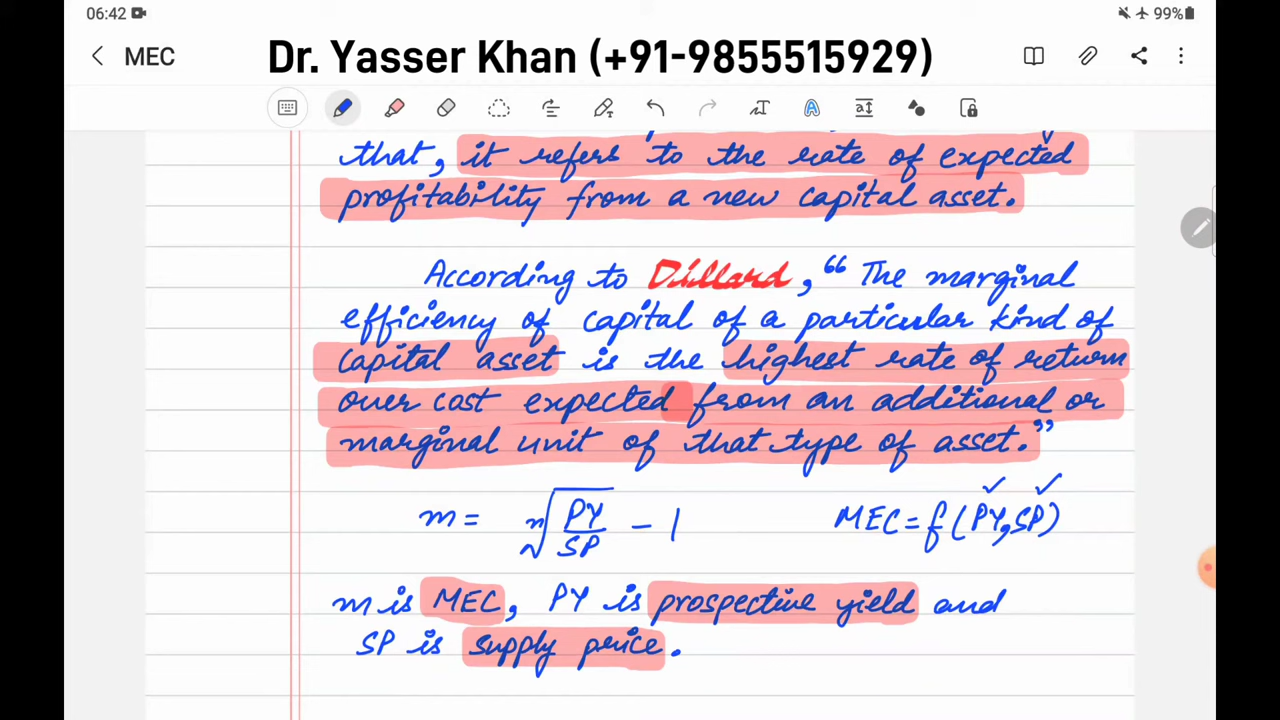 06:42
99%
MEC
Dr. Yasser Khan (+91-9855515929)
that, it refers to the rate of expected
profitability from a new capital asset.
According to Dillard, “ The marginal
efficiency of capital of a particular kind of
capital asset is the highest rate of return
over cast expected from an additional or
marginal unit of that type of asset.”
m = ⁿ√(PY/SP) - 1
MEC = f(PY, SP)
m is MEC, PY is prospective yield and
SP is supply price.